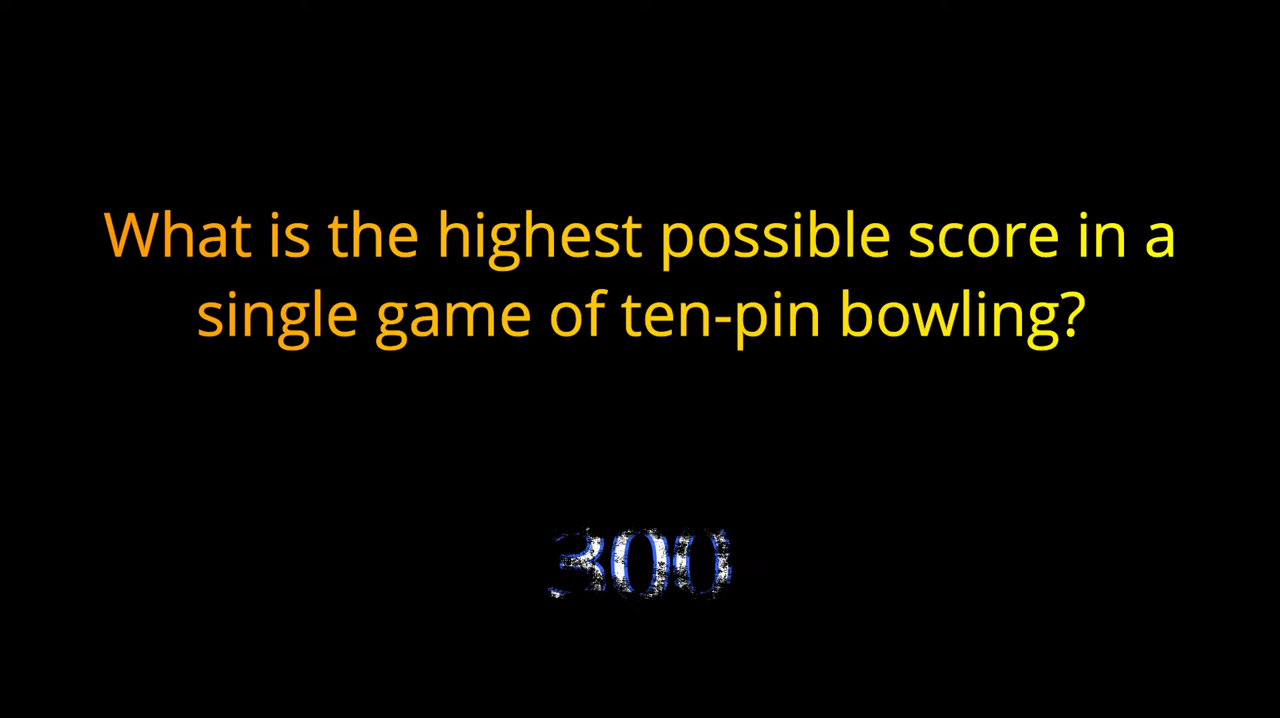 What is the highest possible score in a
single game of ten-pin bowling?
300